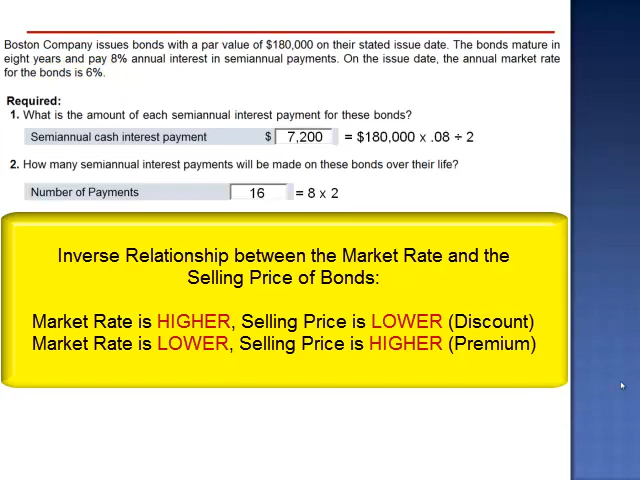 Boston Company issues bonds with a par value of $180,000 on their stated issue date. The bonds mature in
eight years and pay 8% annual interest in semiannual payments. On the issue date, the annual market rate
for the bonds is 6%.
Required:
1. What is the amount of each semiannual interest payment for these bonds?
Semiannual cash interest payment $ 7,200 = $180,000 x .08 ÷ 2
2. How many semiannual interest payments will be made on these bonds over their life?
Number of Payments 16 = 8 x 2
Inverse Relationship between the Market Rate and the
Selling Price of Bonds:
Market Rate is HIGHER, Selling Price is LOWER (Discount)
Market Rate is LOWER, Selling Price is HIGHER (Premium)